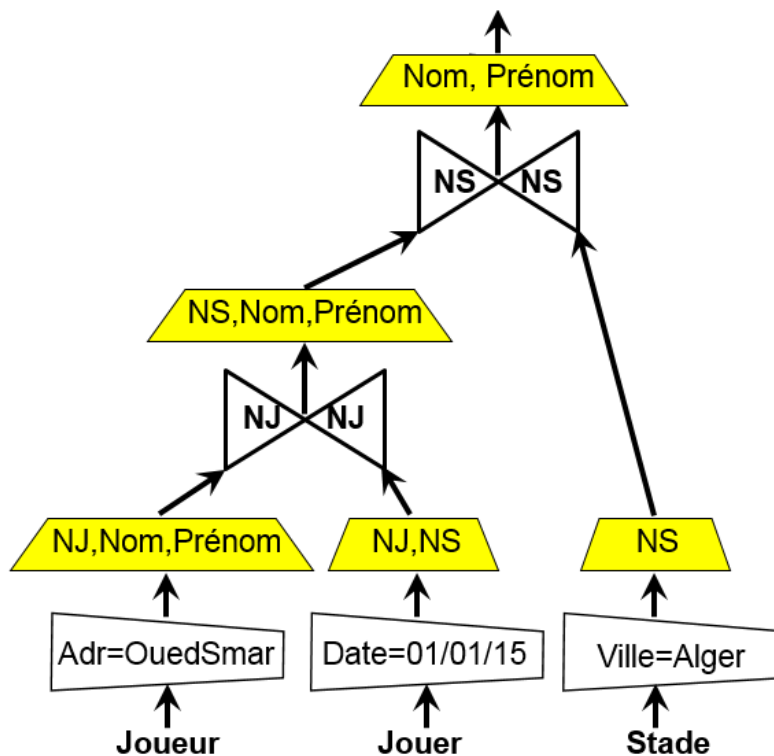 Nom, Prénom
NS NS
NS,Nom,Prénom
NJ NJ
NJ,Nom,Prénom NJ,NS NS
Adr=OuedSmar Date=01/01/15 Ville=Alger
Joueur Jouer Stade